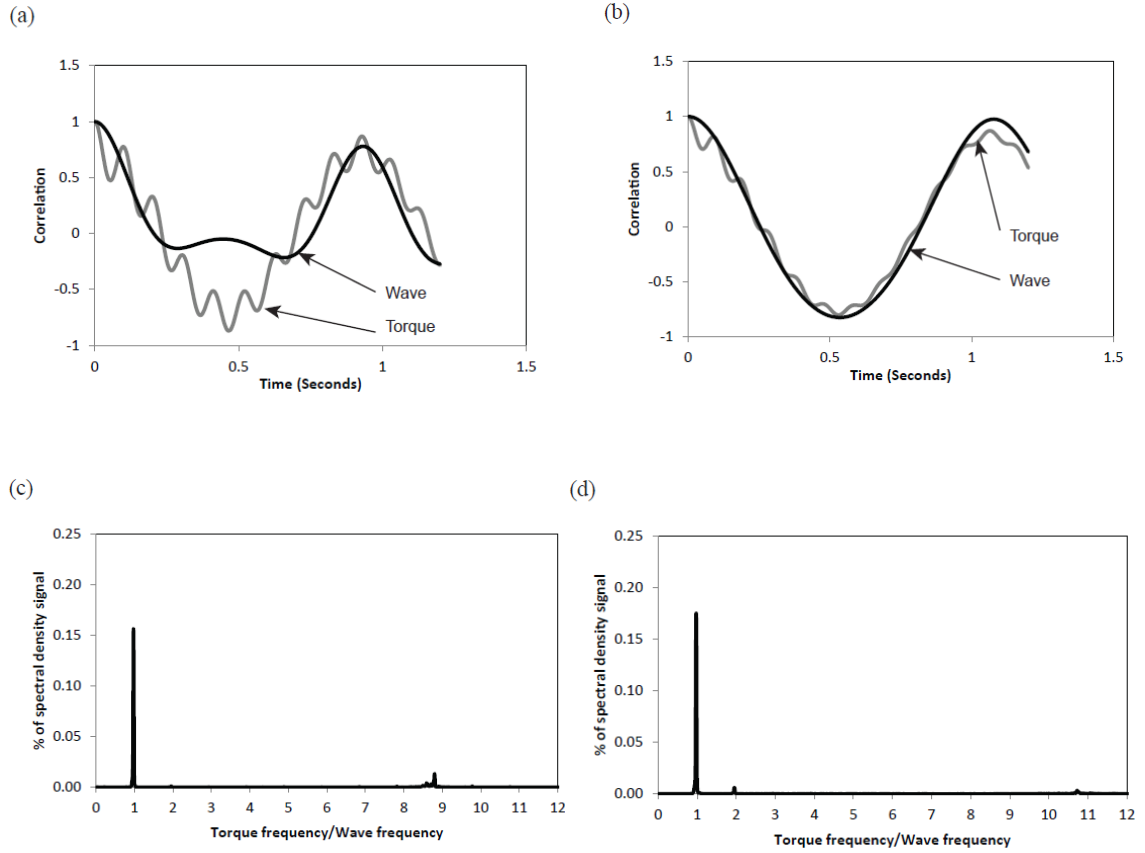 (a)
1.5
1
0.5
0
-0.5
-1
Correlation
Wave
Torque
0
0.5
1
1.5
Time (Seconds)
(b)
1.5
1
0.5
0
-0.5
-1
Correlation
Torque
Wave
0
0.5
1
1.5
Time (Seconds)
(c)
0.25
0.20
0.15
0.10
0.05
0.00
% of spectral density signal
0 1 2 3 4 5 6 7 8 9 10 11 12
Torque frequency/Wave frequency
(d)
0.25
0.20
0.15
0.10
0.05
0.00
% of spectral density signal
0 1 2 3 4 5 6 7 8 9 10 11 12
Torque frequency/Wave frequency